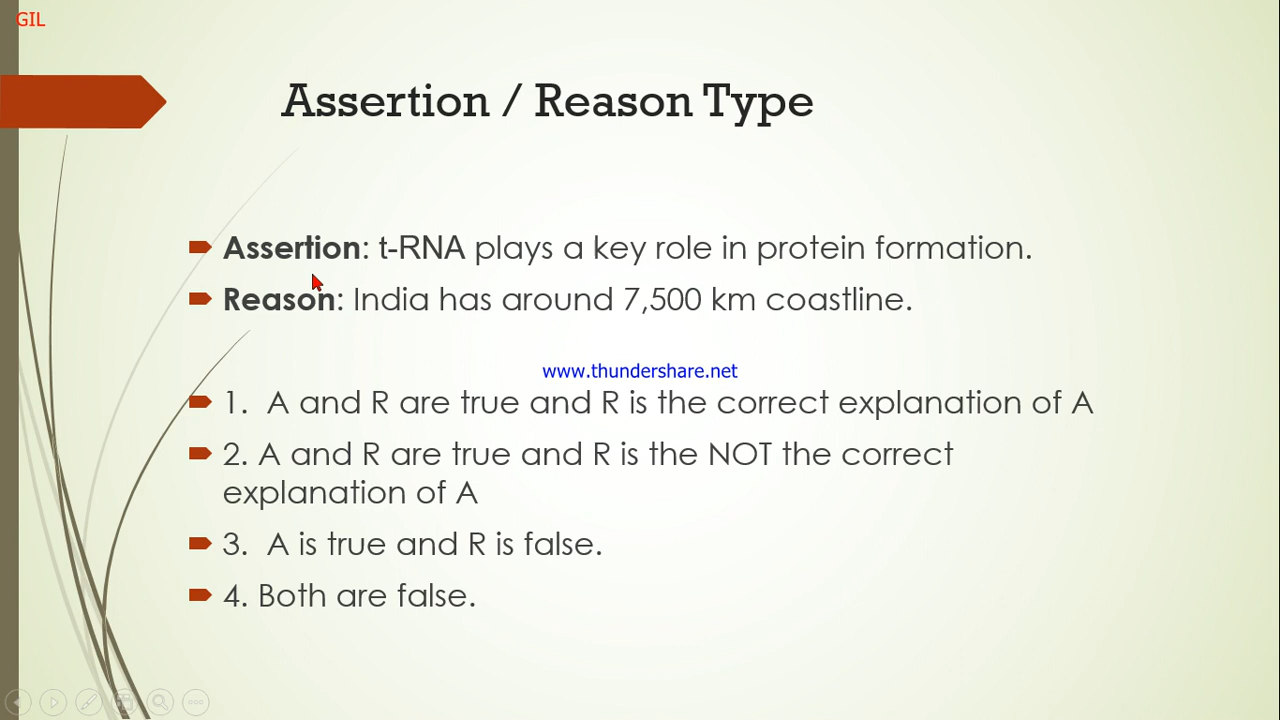 GIL
Assertion / Reason Type
Assertion: t-RNA plays a key role in protein formation.
Reason: India has around 7,500 km coastline.
www.thundershare.net
1. A and R are true and R is the correct explanation of A
2. A and R are true and R is the NOT the correct
explanation of A
3. A is true and R is false.
4. Both are false.